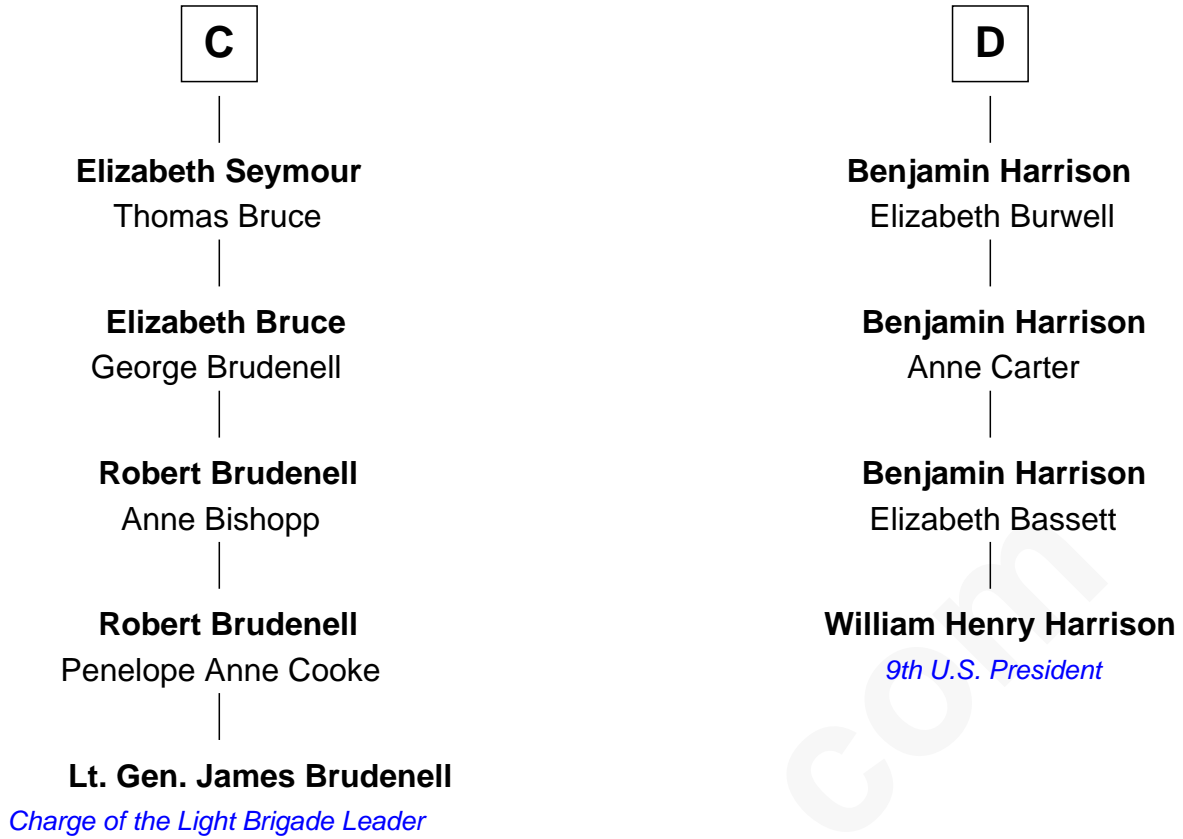 C
Elizabeth Seymour
Thomas Bruce
Elizabeth Bruce
George Brudenell
Robert Brudenell
Anne Bishopp
Robert Brudenell
Penelope Anne Cooke
Lt. Gen. James Brudenell
Charge of the Light Brigade Leader
D
Benjamin Harrison
Elizabeth Burwell
Benjamin Harrison
Anne Carter
Benjamin Harrison
Elizabeth Bassett
William Henry Harrison
9th U.S. President
com